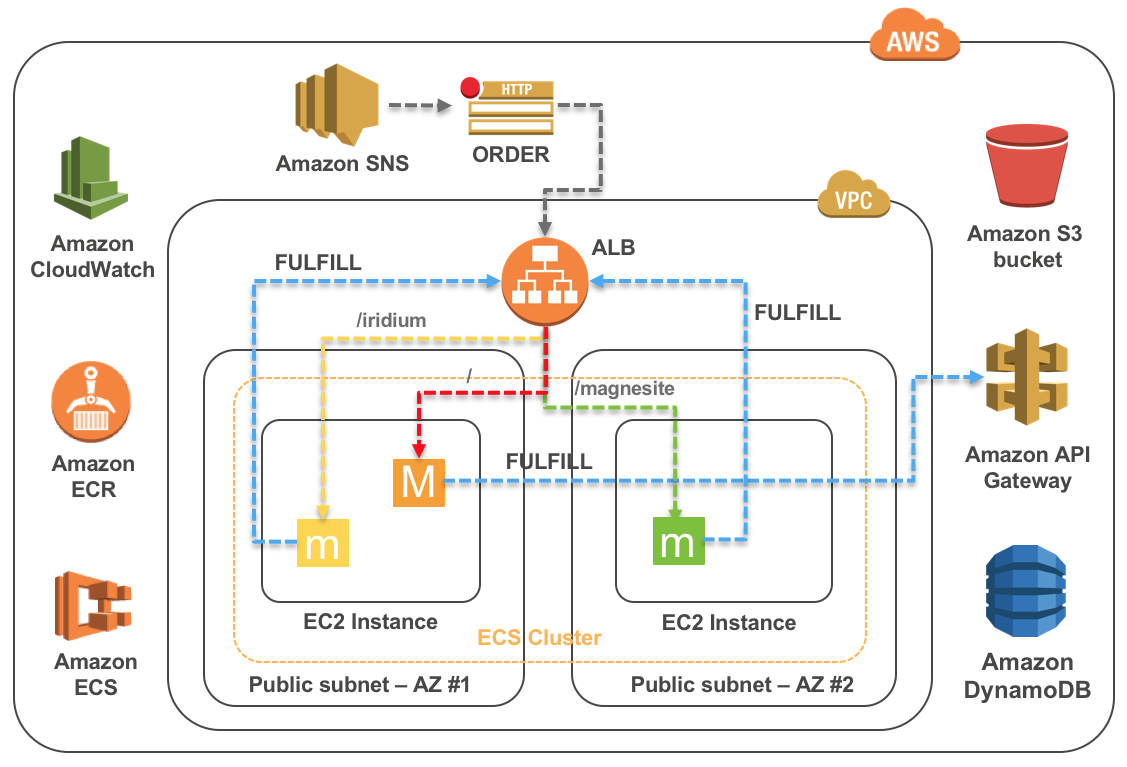 AWS
HTTP
ORDER
Amazon SNS
Amazon
CloudWatch
VPC
Amazon S3
bucket
ALB
FULFILL
FULFILL
/iridium
/
/magnesite
Amazon
ECR
FULFILL
M
m
m
Amazon API
Gateway
EC2 Instance
EC2 Instance
ECS Cluster
Amazon
ECS
Public subnet – AZ #1
Public subnet – AZ #2
Amazon
DynamoDB